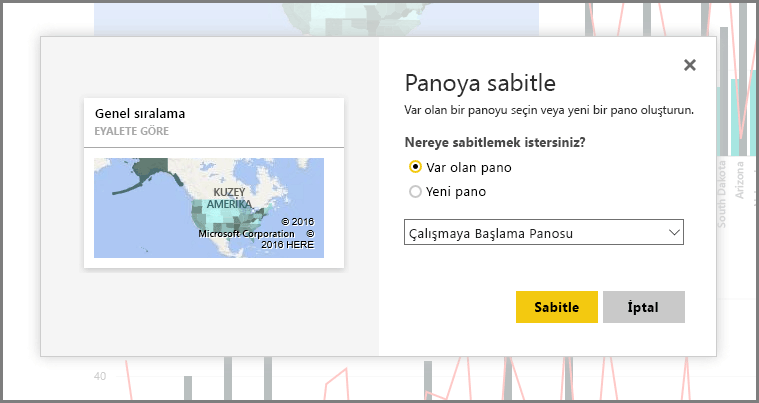 Genel sıralama
EYALETE GÖRE
KUZEY
AMERİKA
© 2016
Microsoft Corporation ©
2016 HERE
Panoya sabitle
Var olan bir panoyu seçin veya yeni bir pano oluşturun.
Nereye sabitlemek istersiniz?
Var olan pano
Yeni pano
Çalışmaya Başlama Panosu
Sabitle
İptal
South Dakota
Arizona
40